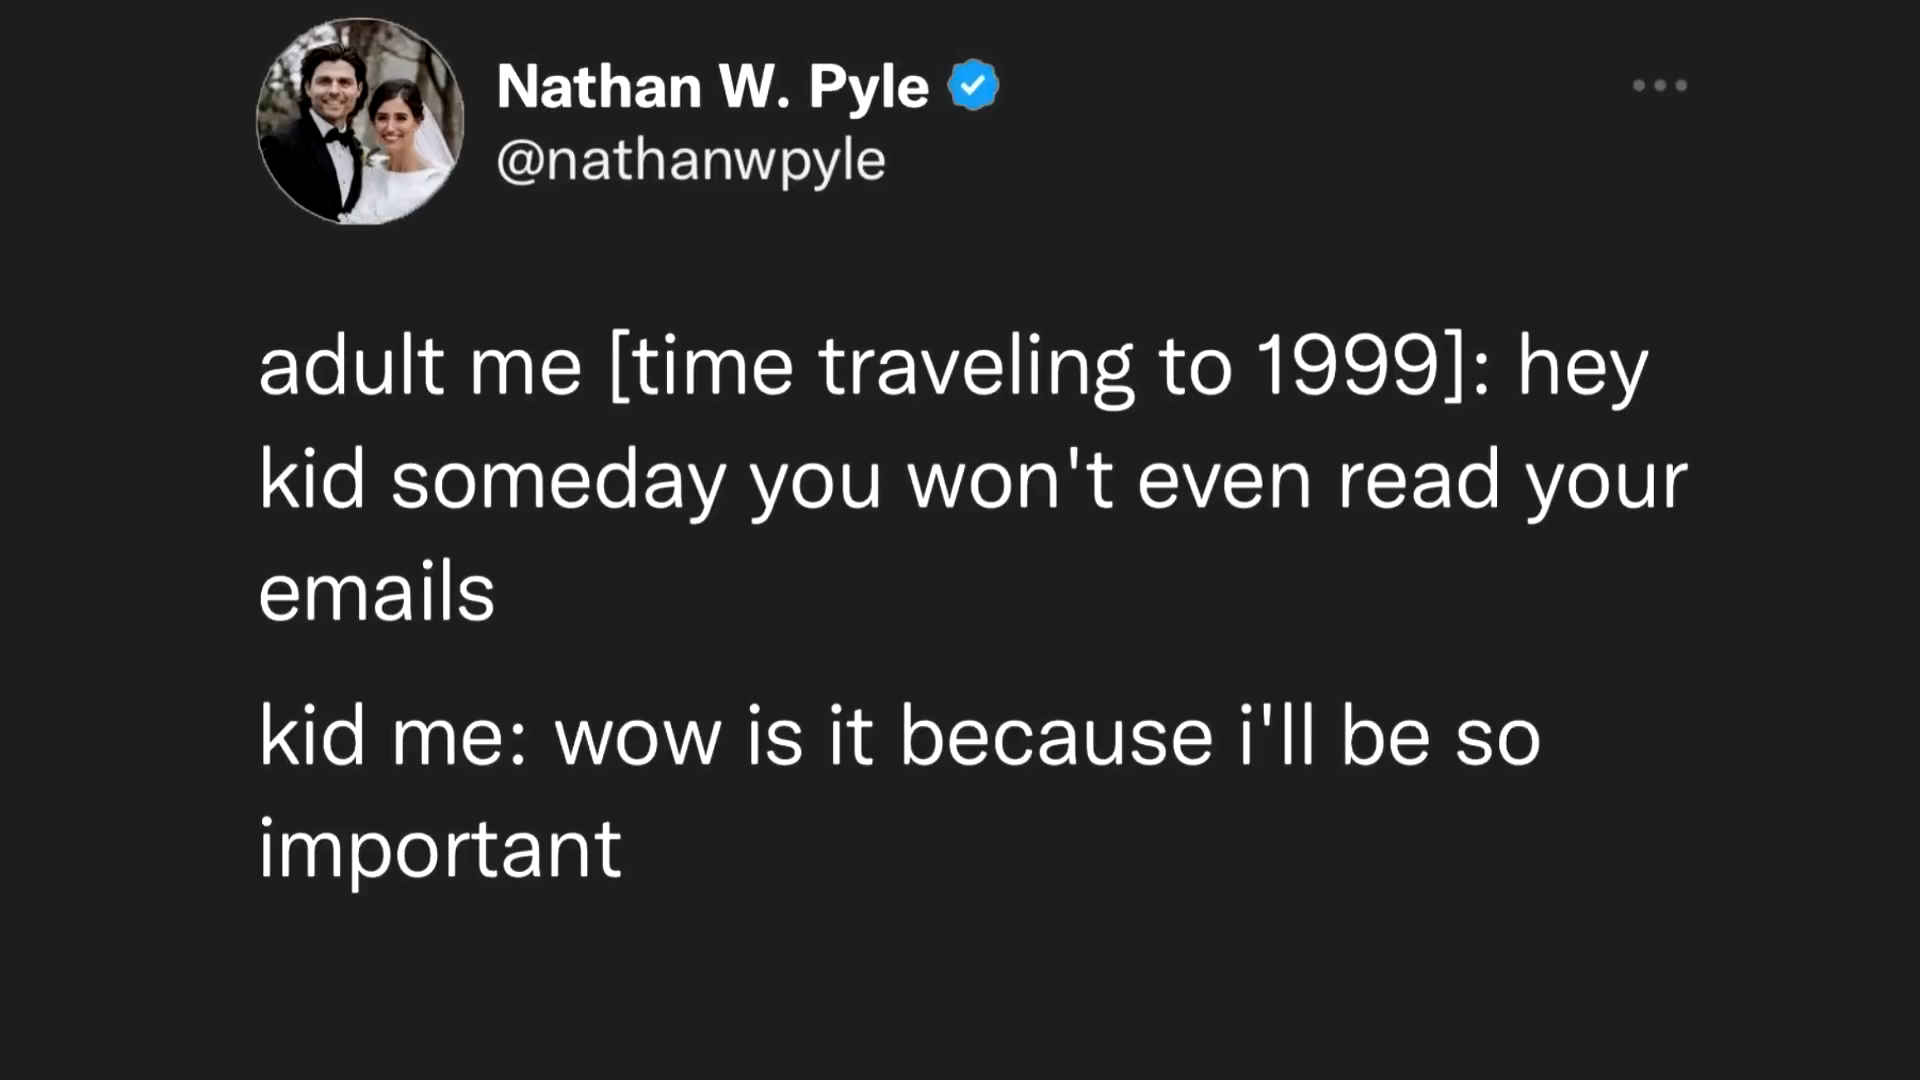 Nathan W. Pyle
@nathanwpyle
adult me [time traveling to 1999]: hey
kid someday you won't even read your
emails
kid me: wow is it because i'll be so
important